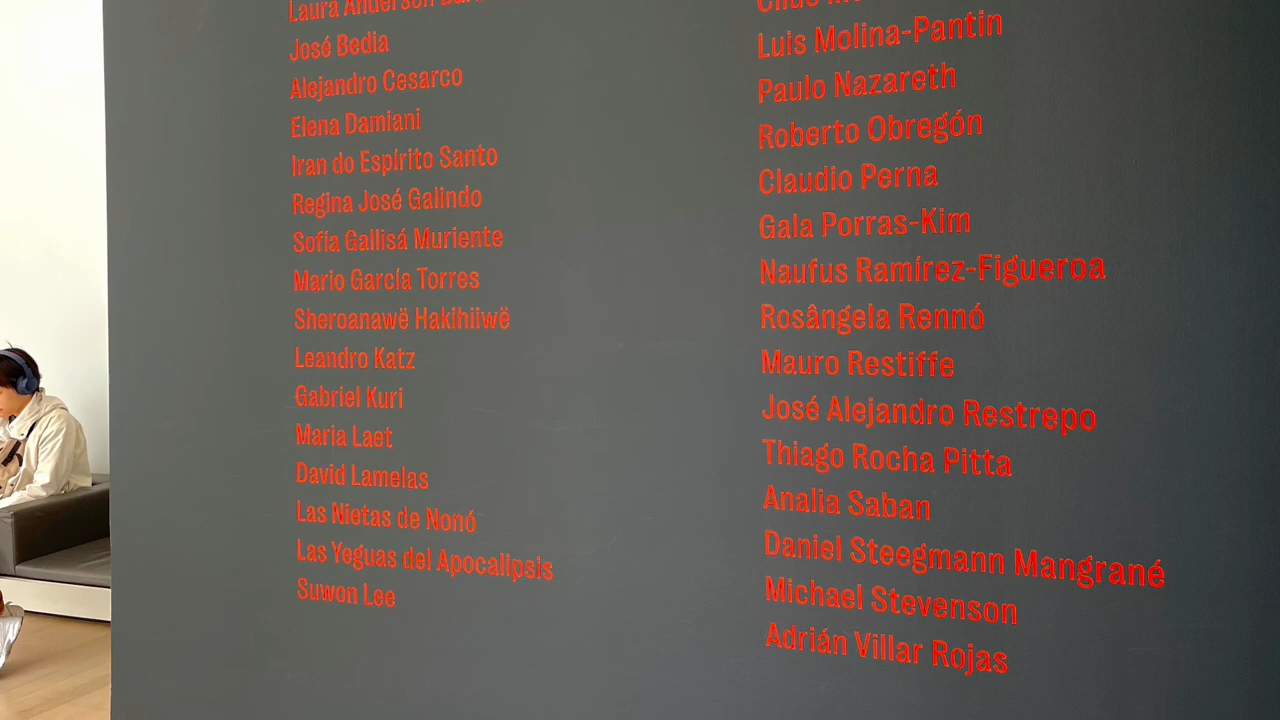 Laura Anderson
José Bedia
Alejandro Cesarco
Elena Damiani
Iran do Espírito Santo
Regina José Galindo
Sofía Gallisá Muriente
Mario García Torres
Sheroanawë Hakihiiwë
Leandro Katz
Gabriel Kuri
Maria Laet
David Lamelas
Las Nietas de Nonó
Las Yeguas del Apocalipsis
Suwon Lee
Luis Molina-Pantin
Paulo Nazareth
Roberto Obregón
Claudio Perna
Gala Porras-Kim
Naufus Ramírez-Figueroa
Rosângela Rennó
Mauro Restiffe
José Alejandro Restrepo
Thiago Rocha Pitta
Analia Saban
Daniel Steegmann Mangrané
Michael Stevenson
Adrián Villar Rojas